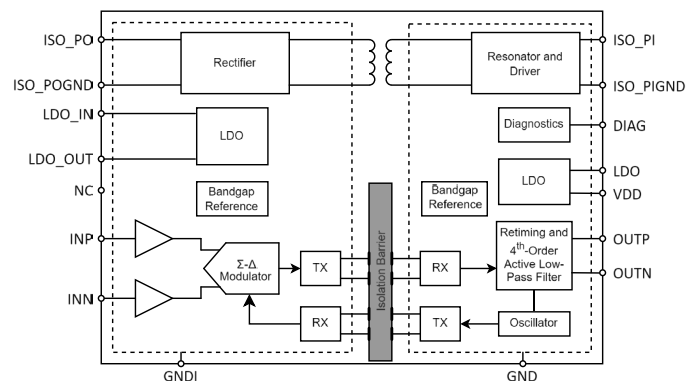 ISO_PO
ISO_POGND
LDO_IN
LDO_OUT
NC
INP
INN
Rectifier
LDO
Bandgap
Reference
Σ-Δ
Modulator
TX
RX
Isolation Barrier
Resonator and
Driver
Diagnostics
LDO
Bandgap
Reference
RX
TX
Retiming and
4th-Order
Active Low-
Pass Filter
Oscillator
ISO_PI
ISO_PIGND
DIAG
LDO
VDD
OUTP
OUTN
GNDI
GND